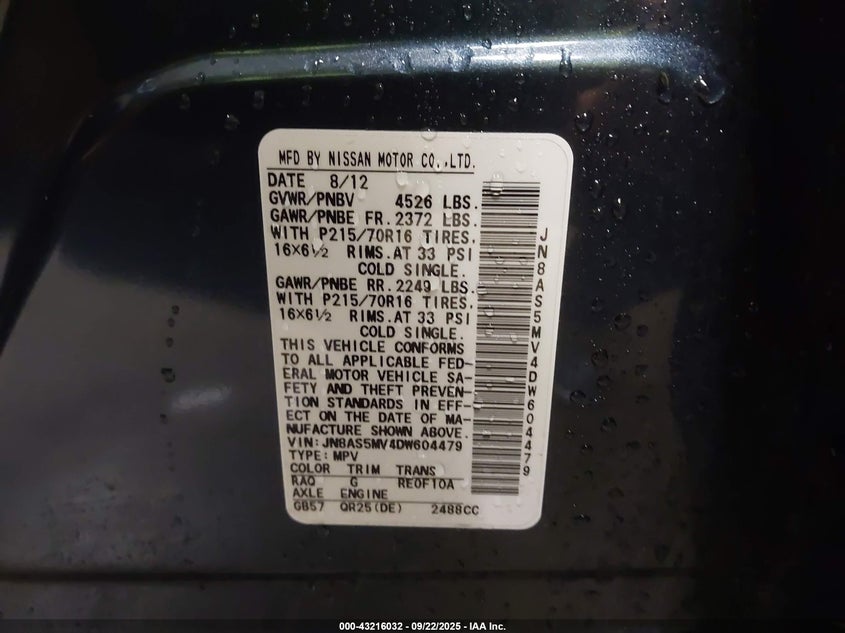 MFD BY NISSAN MOTOR CO.,LTD.
DATE 8/12
GVWR/PNBV 4526 LBS.
GAWR/PNBE FR. 2372 LBS.
WITH P215/70R16 TIRES.
16×6½ RIMS. AT 33 PSI
COLD SINGLE.
GAWR/PNBE RR. 2249 LBS.
WITH P215/70R16 TIRES.
16×6½ RIMS. AT 33 PSI
COLD SINGLE.
THIS VEHICLE CONFORMS
TO ALL APPLICABLE FED-
ERAL MOTOR VEHICLE SA-
FETY AND THEFT PREVEN-
TION STANDARDS IN EFF-
ECT ON THE DATE OF MA-
NUFACTURE SHOWN ABOVE.
VIN: JN8AS5MV4DW604479
TYPE: MPV
COLOR TRIM TRANS
RAQ G RE0F10A
AXLE ENGINE
GB57 QR25(DE) 2488CC
JN8AS5MV4DW604479
000-43216032 - 09/22/2025 - IAA Inc.